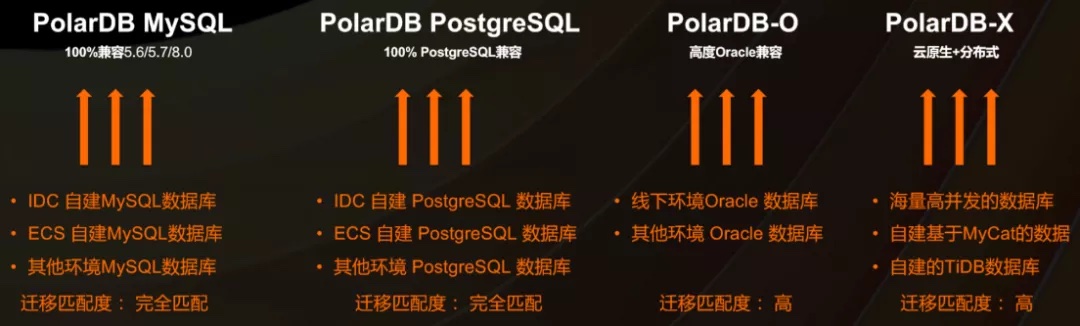 PolarDB MySQL
100%兼容5.6/5.7/8.0
• IDC 自建MySQL数据库
• ECS 自建MySQL数据库
• 其他环境MySQL数据库
迁移匹配度： 完全匹配
PolarDB PostgreSQL
100% PostgreSQL兼容
• IDC 自建 PostgreSQL 数据库
• ECS 自建 PostgreSQL 数据库
• 其他环境 PostgreSQL 数据库
迁移匹配度： 完全匹配
PolarDB-O
高度Oracle兼容
• 线下环境Oracle 数据库
• 其他环境 Oracle 数据库
迁移匹配度： 高
PolarDB-X
云原生+分布式
• 海量高并发的数据库
• 自建基于MyCat的数据
• 自建的TiDB数据库
迁移匹配度： 高